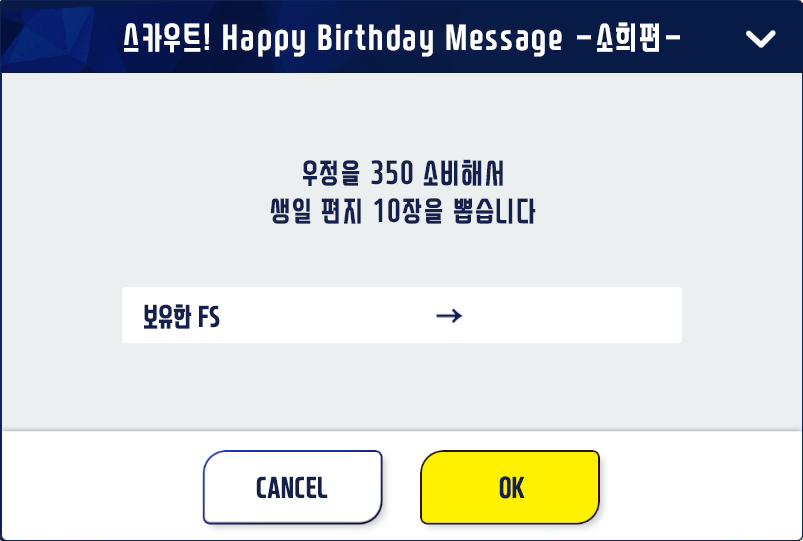 스카우트! Happy Birthday Message -소희편-
우정을 350 소비해서
생일 편지 10장을 뽑습니다
보유한 FS →
CANCEL
OK